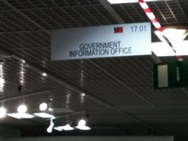 17.01
GOVERNMENT
INFORMATION OFFICE